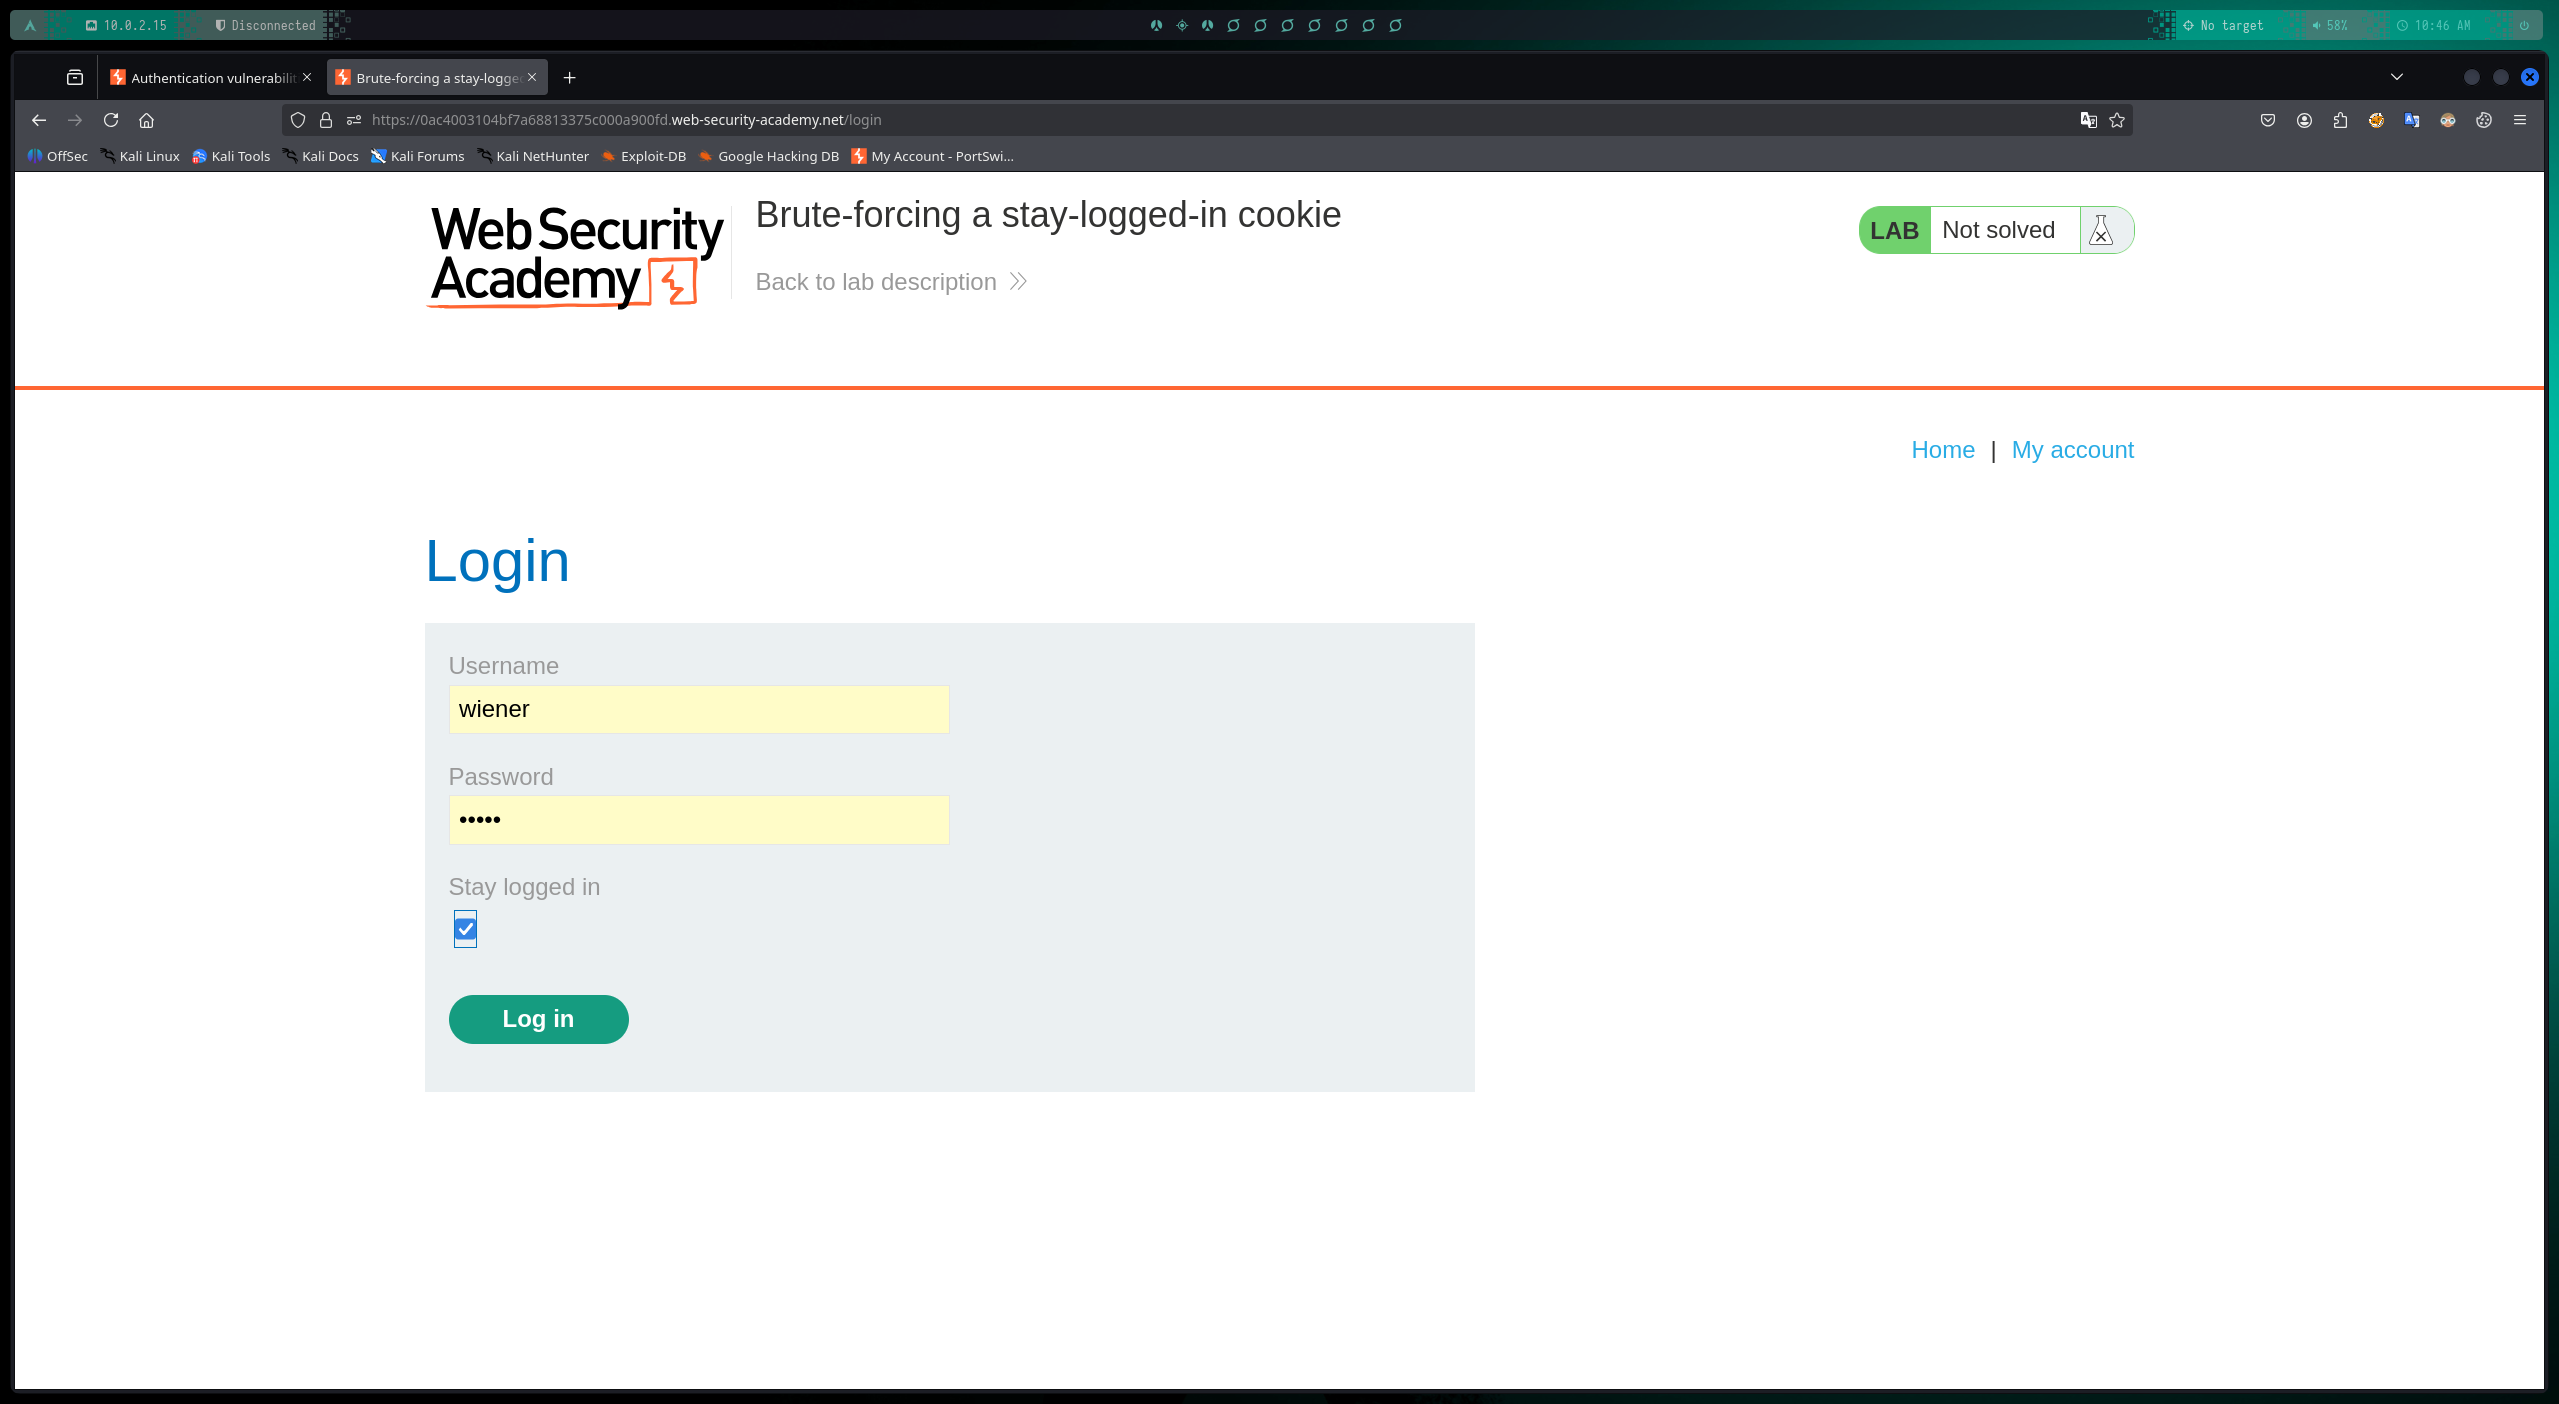 10.0.2.15 Disconnected No target 58% 10:46 AM
Authentication vulnerabilit Brute-forcing a stay-logged
https://0ac4003104bf7a68813375c000a900fd.web-security-academy.net/login
OffSec Kali Linux Kali Tools Kali Docs Kali Forums Kali NetHunter Exploit-DB Google Hacking DB My Account - PortSwi...
Web Security
Academy
Brute-forcing a stay-logged-in cookie
Back to lab description
LAB Not solved
Home | My account
Login
Username
wiener
Password
•••••
Stay logged in
Log in